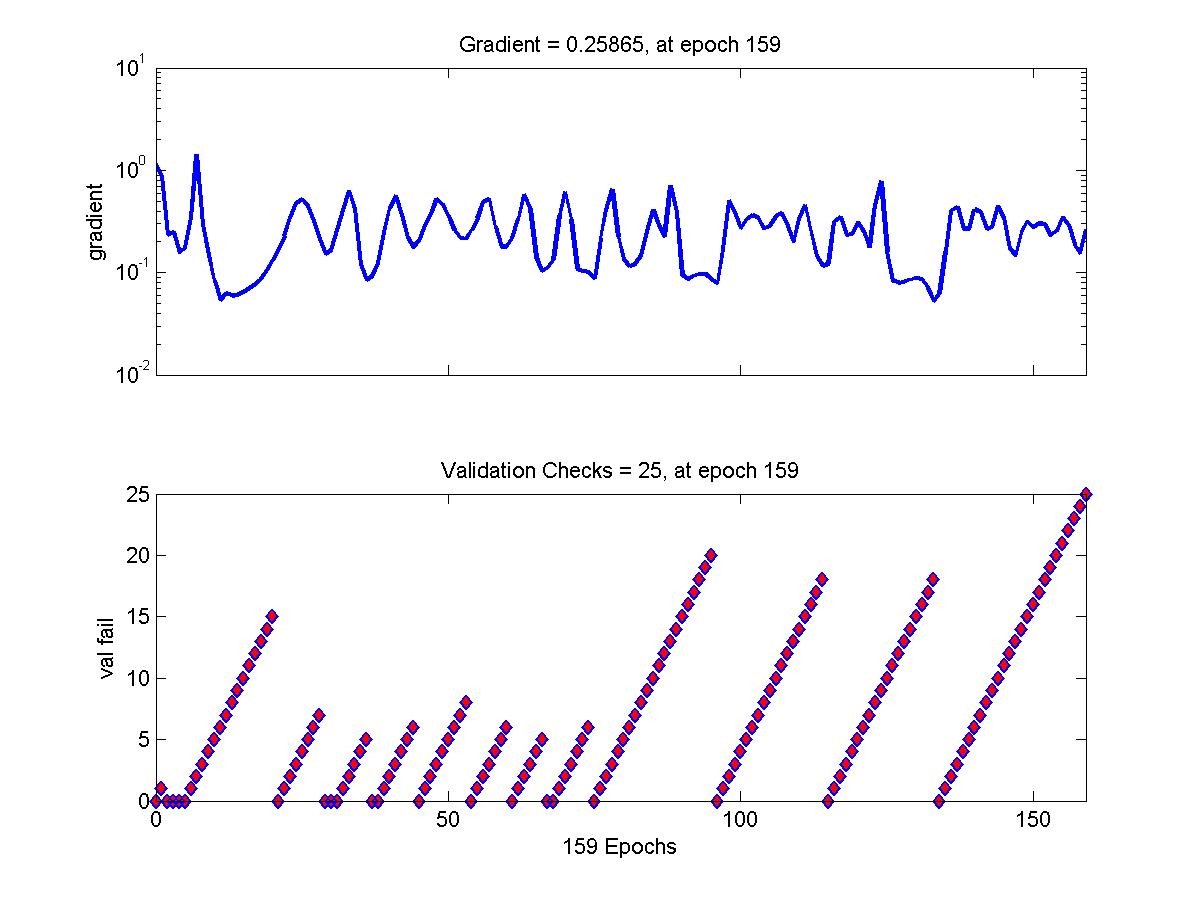 Gradient = 0.25865, at epoch 159
10^1
10^0
10^-1
10^-2
gradient
Validation Checks = 25, at epoch 159
25
20
15
10
5
0
val fail
0 50 100 150
159 Epochs